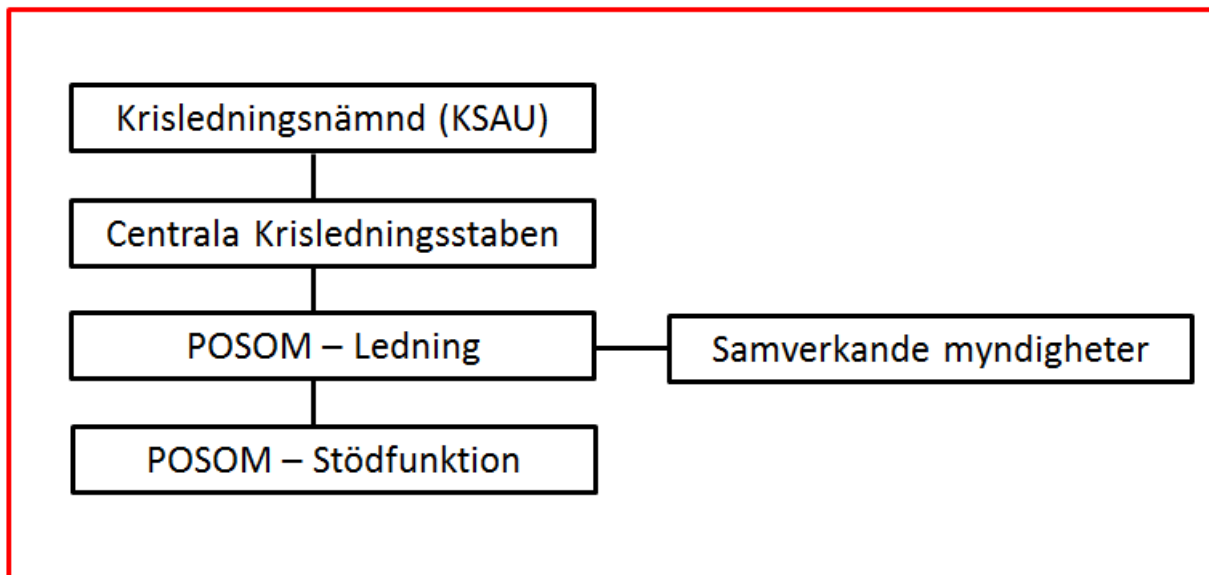 Krisledningsnämnd (KSAU)
Centrala Krisledningsstaben
POSOM – Ledning
Samverkande myndigheter
POSOM – Stödfunktion